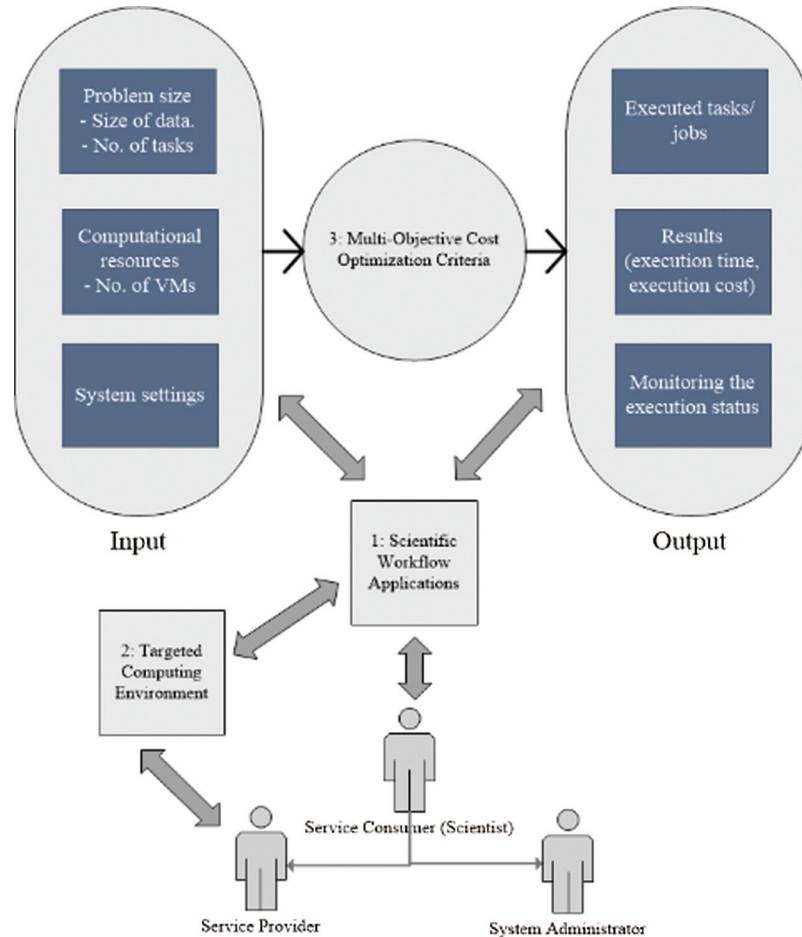 Problem size
- Size of data.
- No. of tasks
Computational
resources
- No. of VMs
System settings
Input
3: Multi-Objective Cost
Optimization Criteria
Executed tasks/
jobs
Results
(execution time,
execution cost)
Monitoring the
execution status
Output
1: Scientific
Workflow
Applications
2: Targeted
Computing
Environment
Service Consumer (Scientist)
Service Provider
System Administrator